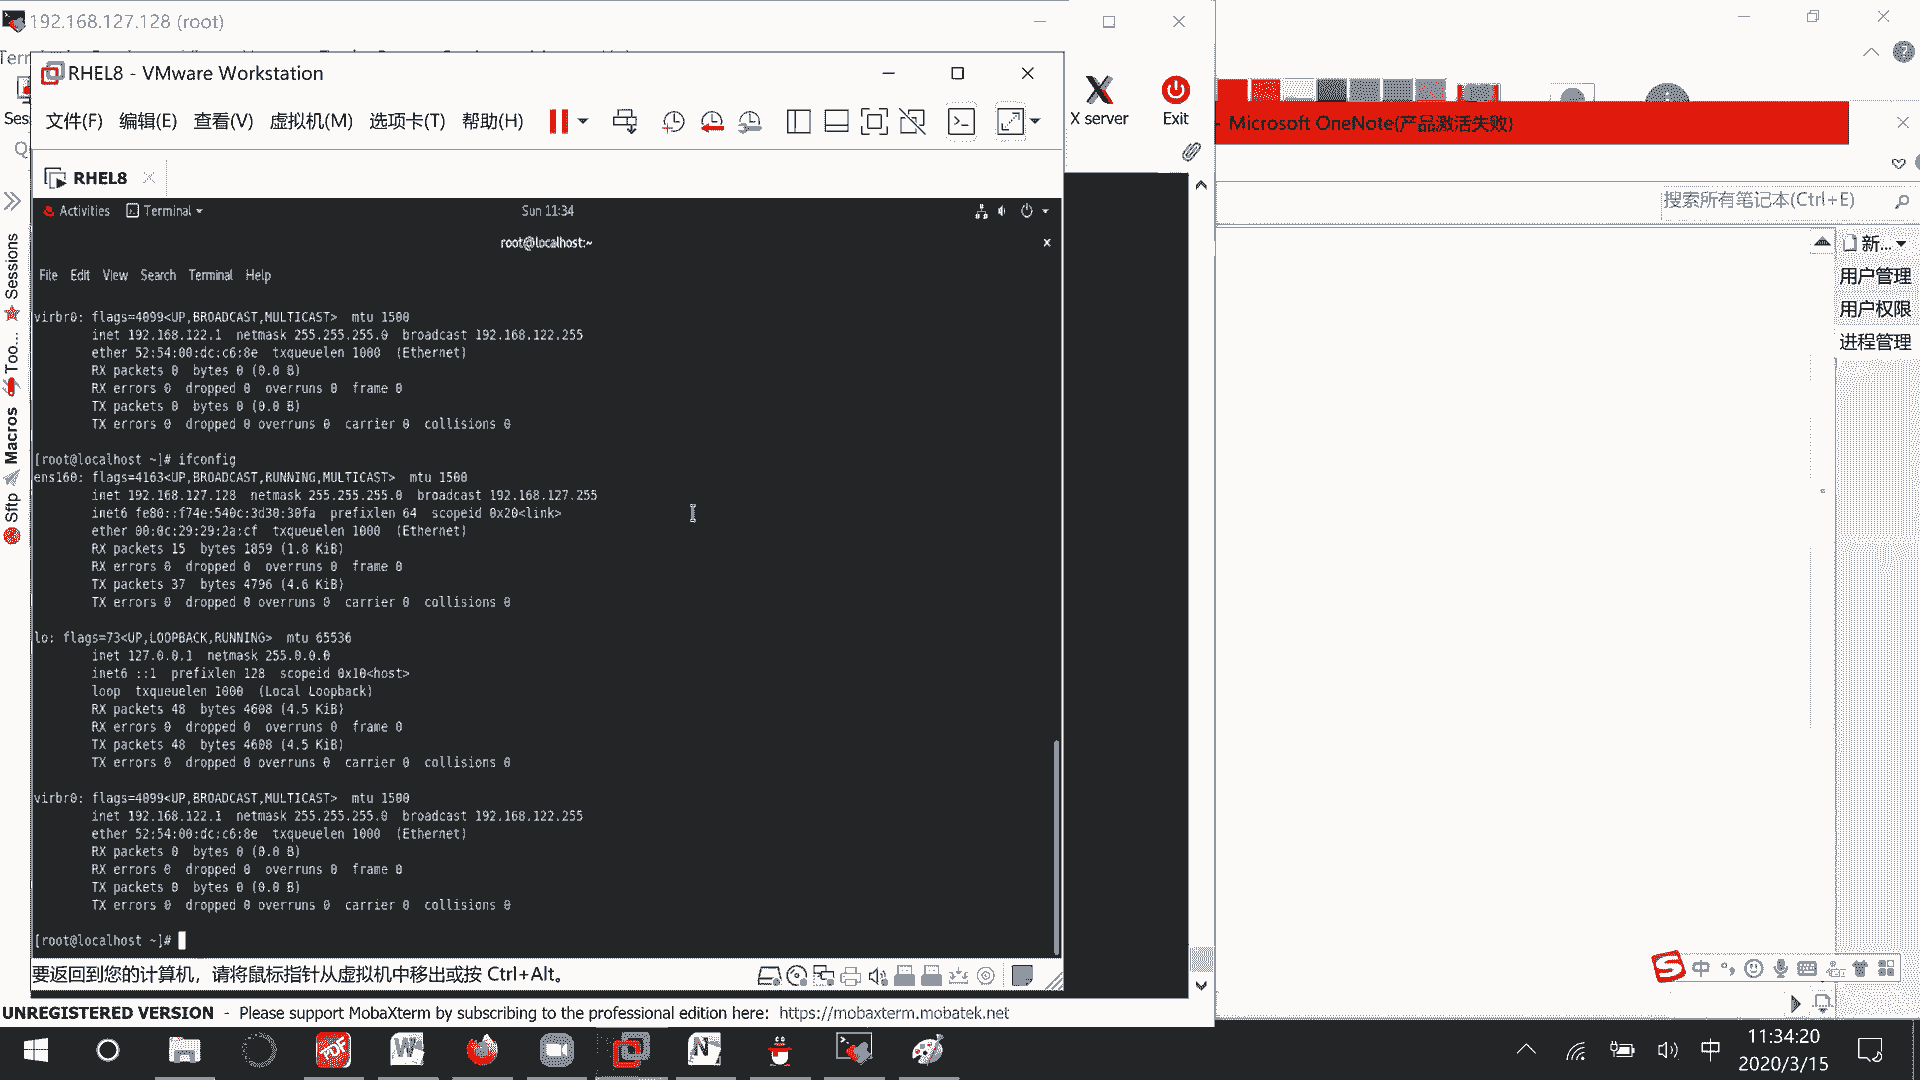 192.168.127.128 (root)
RHEL8 - VMware Workstation
文件(F) 编辑(E) 查看(V) 虚拟机(M) 选项卡(T) 帮助(H)
X server
Exit
RHEL8
Activities Terminal Sun 11:34
root@localhost:~
File Edit View Search Terminal Help
virbr0: flags=4099<UP,BROADCAST,MULTICAST> mtu 1500
inet 192.168.122.1 netmask 255.255.255.0 broadcast 192.168.122.255
ether 52:54:00:dc:c6:8e txqueuelen 1000 (Ethernet)
RX packets 0 bytes 0 (0.0 B)
RX errors 0 dropped 0 overruns 0 frame 0
TX packets 0 bytes 0 (0.0 B)
TX errors 0 dropped 0 overruns 0 carrier 0 collisions 0
[root@localhost ~]# ifconfig
ens160: flags=4163<UP,BROADCAST,RUNNING,MULTICAST> mtu 1500
inet 192.168.127.128 netmask 255.255.255.0 broadcast 192.168.127.255
inet6 fe80::f74e:540c:3d30:30fa prefixlen 64 scopeid 0x20<link>
ether 00:0c:29:29:2a:cf txqueuelen 1000 (Ethernet)
RX packets 15 bytes 1859 (1.8 KiB)
RX errors 0 dropped 0 overruns 0 frame 0
TX packets 37 bytes 4796 (4.6 KiB)
TX errors 0 dropped 0 overruns 0 carrier 0 collisions 0
lo: flags=73<UP,LOOPBACK,RUNNING> mtu 65536
inet 127.0.0.1 netmask 255.0.0.0
inet6 ::1 prefixlen 128 scopeid 0x10<host>
loop txqueuelen 1000 (Local Loopback)
RX packets 48 bytes 4608 (4.5 KiB)
RX errors 0 dropped 0 overruns 0 frame 0
TX packets 48 bytes 4608 (4.5 KiB)
TX errors 0 dropped 0 overruns 0 carrier 0 collisions 0
virbr0: flags=4099<UP,BROADCAST,MULTICAST> mtu 1500
inet 192.168.122.1 netmask 255.255.255.0 broadcast 192.168.122.255
ether 52:54:00:dc:c6:8e txqueuelen 1000 (Ethernet)
RX packets 0 bytes 0 (0.0 B)
RX errors 0 dropped 0 overruns 0 frame 0
TX packets 0 bytes 0 (0.0 B)
TX errors 0 dropped 0 overruns 0 carrier 0 collisions 0
[root@localhost ~]#
要返回到您的计算机，请将鼠标指针从虚拟机中移出或按 Ctrl+Alt。
UNREGISTERED VERSION - Please support MobaXterm by subscribing to the professional edition here: https://mobaxterm.mobatek.net
Sessions
Too...
Macros
Sftp
- Microsoft OneNote(产品激活失败)
搜索所有笔记本(Ctrl+E)
新...
用户管理
用户权限
进程管理
中
中
11:34:20
2020/3/15